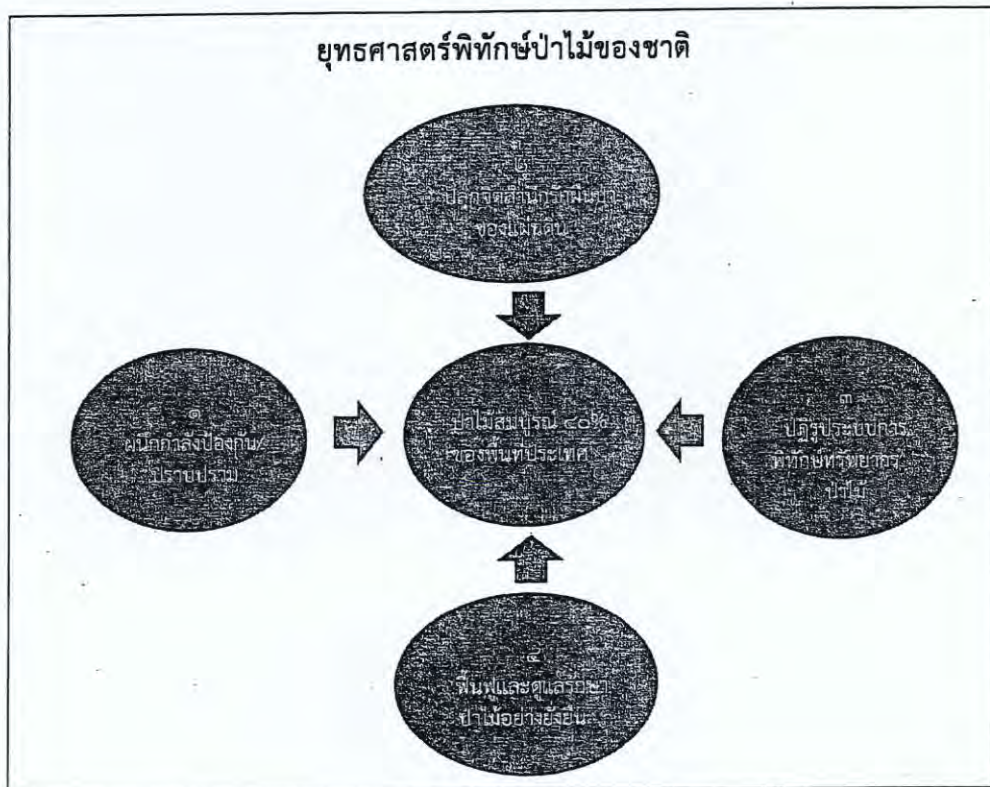 ยุทธศาสตร์พิทักษ์ป่าไม้ของชาติ
๒
ปลุกจิตสำนึกรักผืนป่า
ของแผ่นดิน
๑
ผนึกกำลังป้องกัน/
ปราบปราม
ป่าไม้สมบูรณ์ ๔๐%
ของพื้นที่ประเทศ
๓
ปฏิรูประบบการ
พิทักษ์ทรัพยากร
ป่าไม้
๔
ฟื้นฟูและดูแลรักษา
ป่าไม้อย่างยั่งยืน